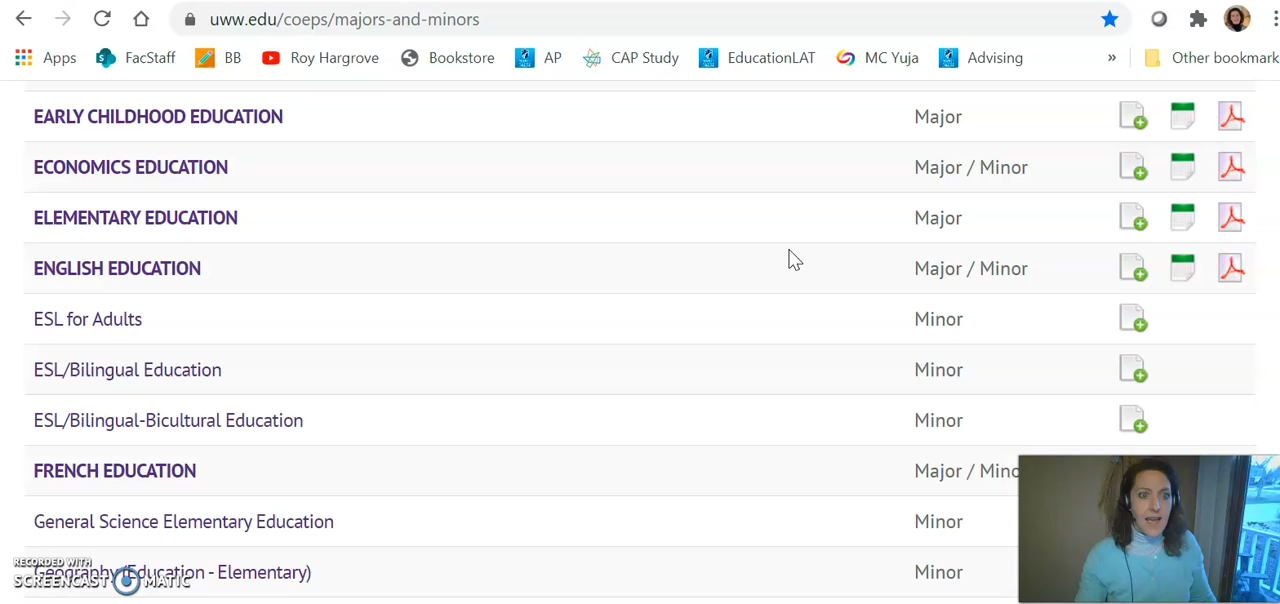 uww.edu/coeps/majors-and-minors
Apps FacStaff BB Roy Hargrove Bookstore AP CAP Study EducationLAT MC Yuja Advising » Other bookmark
EARLY CHILDHOOD EDUCATION Major
ECONOMICS EDUCATION Major / Minor
ELEMENTARY EDUCATION Major
ENGLISH EDUCATION Major / Minor
ESL for Adults Minor
ESL/Bilingual Education Minor
ESL/Bilingual-Bicultural Education Minor
FRENCH EDUCATION Major / Mino
General Science Elementary Education Minor
Geography (Education - Elementary) Minor
RECORDED WITH
SCREENCAST MATIC